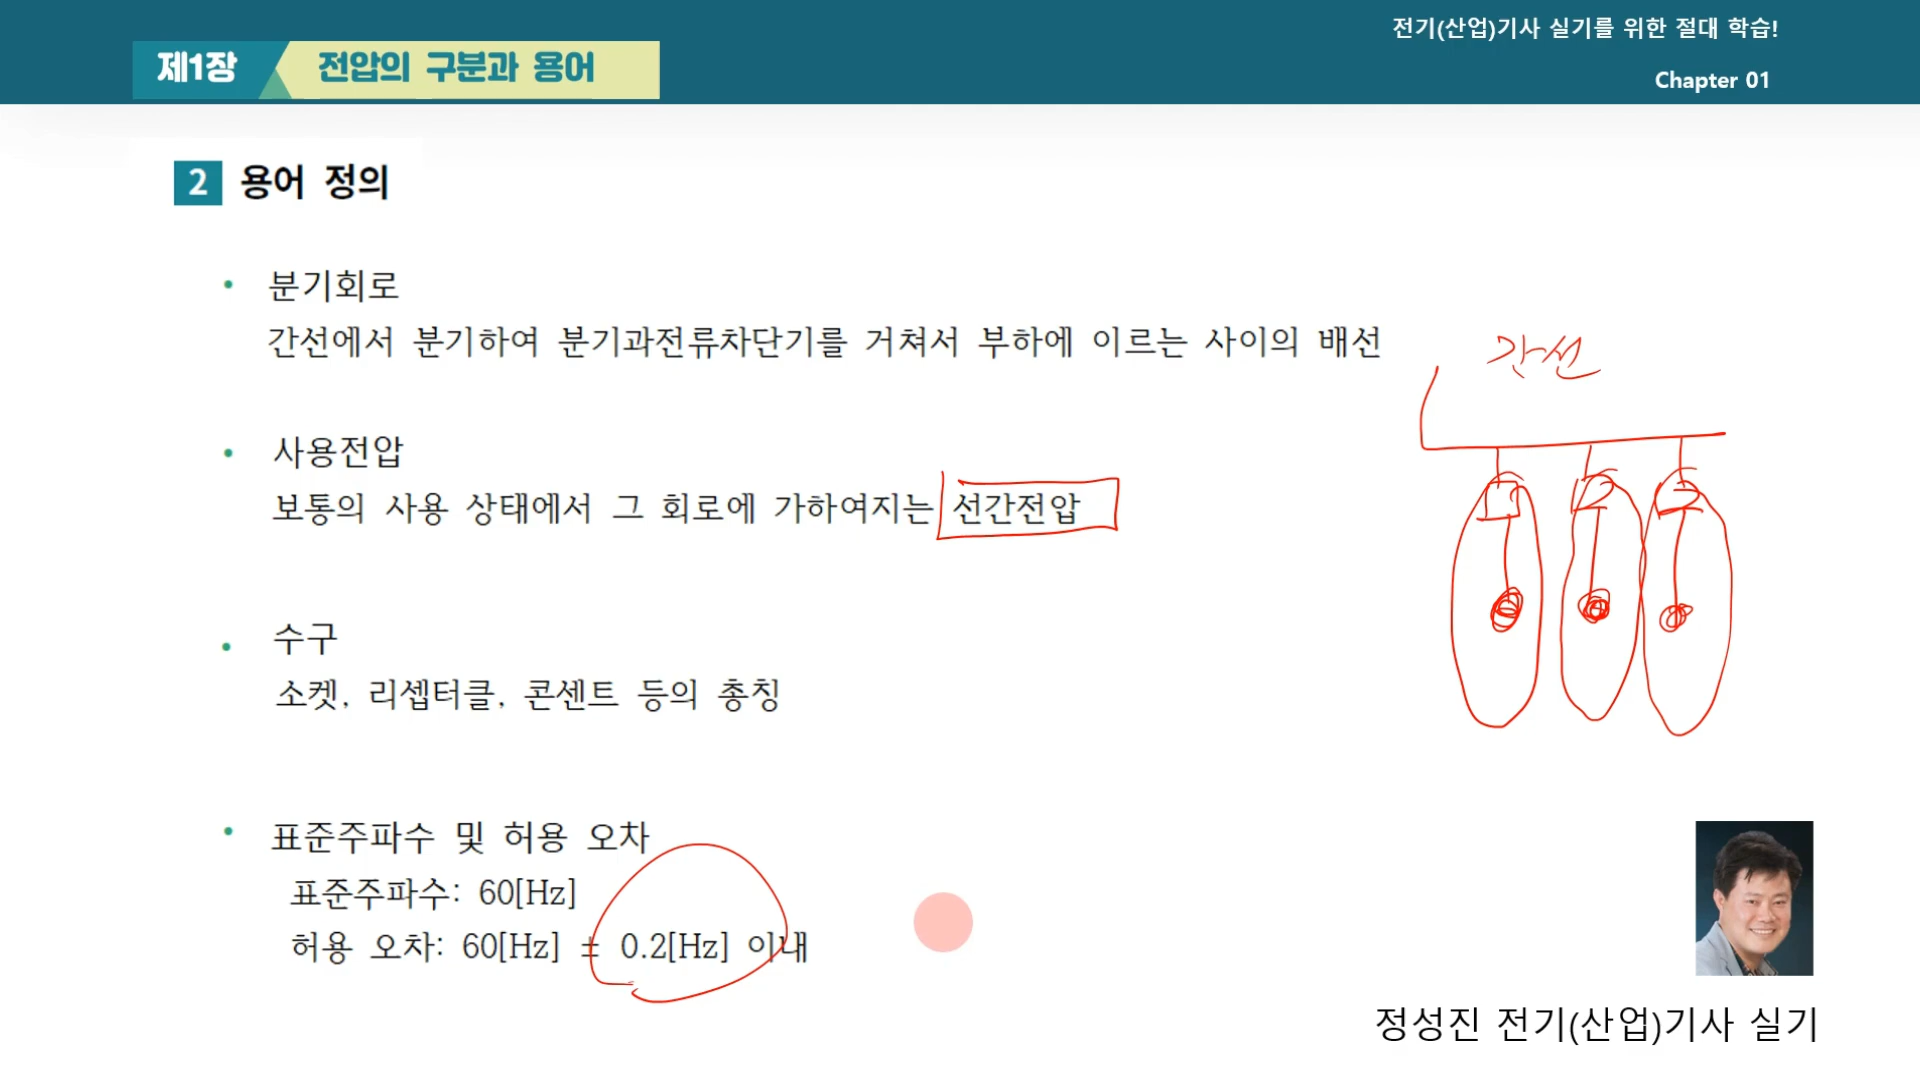 전기(산업)기사 실기를 위한 절대 학습!
제1장 전압의 구분과 용어
Chapter 01
2 용어 정의
• 분기회로
간선에서 분기하여 분기과전류차단기를 거쳐서 부하에 이르는 사이의 배선
간선
• 사용전압
보통의 사용 상태에서 그 회로에 가하여지는 선간전압
• 수구
소켓, 리셉터클, 콘센트 등의 총칭
• 표준주파수 및 허용 오차
표준주파수: 60[Hz]
허용 오차: 60[Hz] ± 0.2[Hz] 이내
정성진 전기(산업)기사 실기